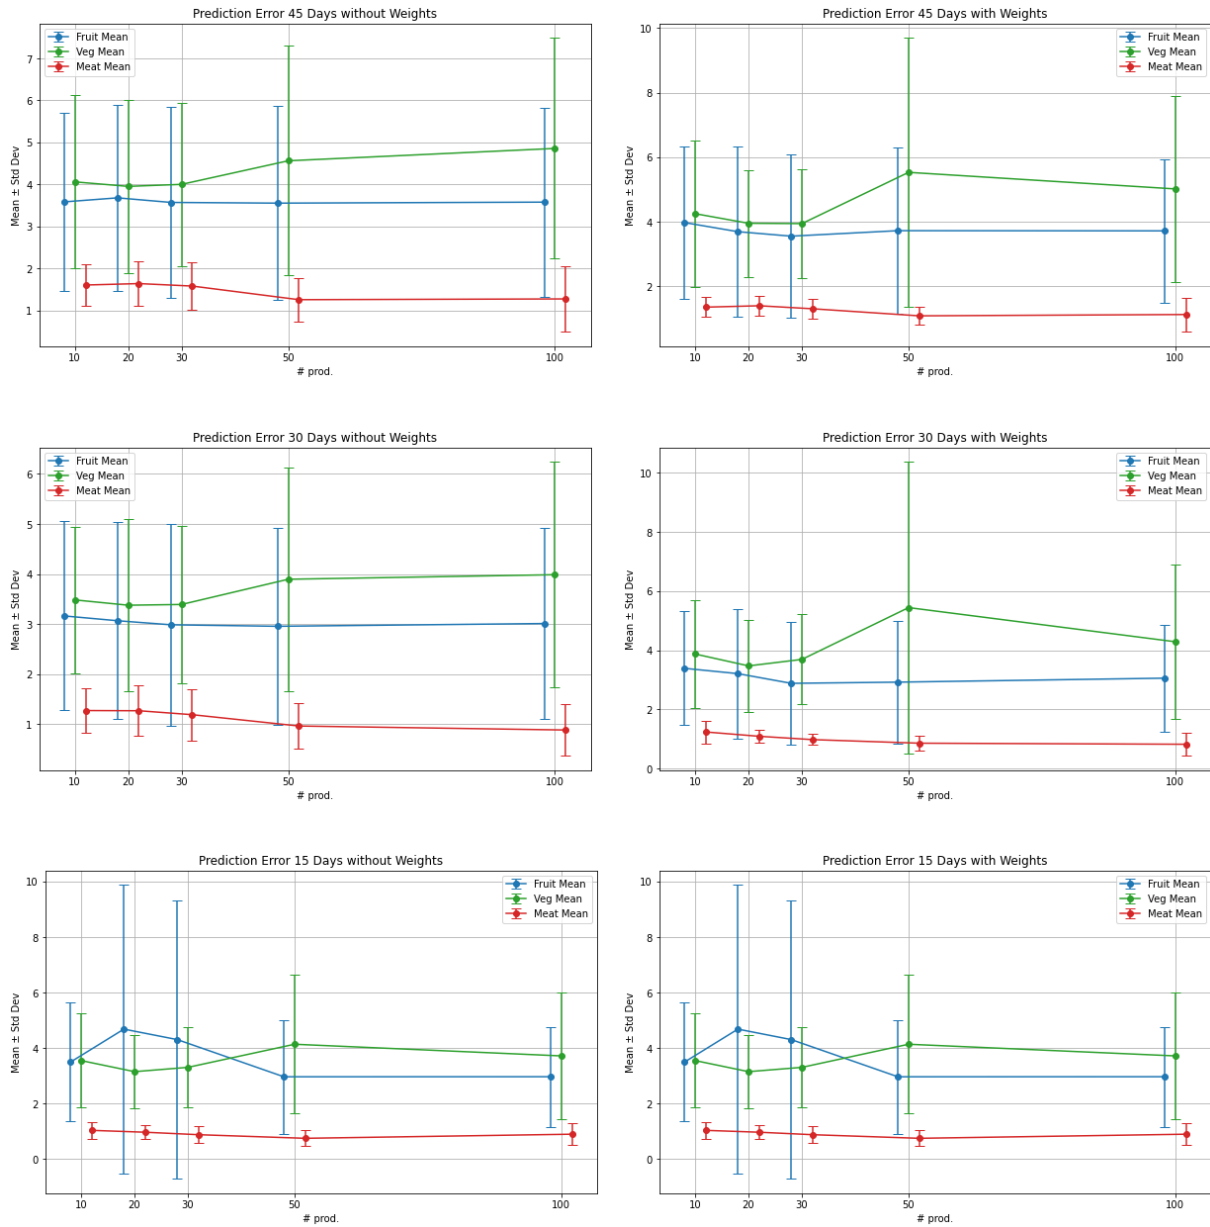 Prediction Error 45 Days without Weights
Fruit Mean
Veg Mean
Meat Mean
Mean ± Std Dev
7
6
5
4
3
2
1
10 20 30 50 100
# prod.
Prediction Error 45 Days with Weights
Fruit Mean
Veg Mean
Meat Mean
Mean ± Std Dev
10
8
6
4
2
10 20 30 50 100
# prod.
Prediction Error 30 Days without Weights
Fruit Mean
Veg Mean
Meat Mean
Mean ± Std Dev
6
5
4
3
2
1
10 20 30 50 100
# prod.
Prediction Error 30 Days with Weights
Fruit Mean
Veg Mean
Meat Mean
Mean ± Std Dev
10
8
6
4
2
0
10 20 30 50 100
# prod.
Prediction Error 15 Days without Weights
Fruit Mean
Veg Mean
Meat Mean
Mean ± Std Dev
10
8
6
4
2
0
10 20 30 50 100
# prod.
Prediction Error 15 Days with Weights
Fruit Mean
Veg Mean
Meat Mean
Mean ± Std Dev
10
8
6
4
2
0
10 20 30 50 100
# prod.